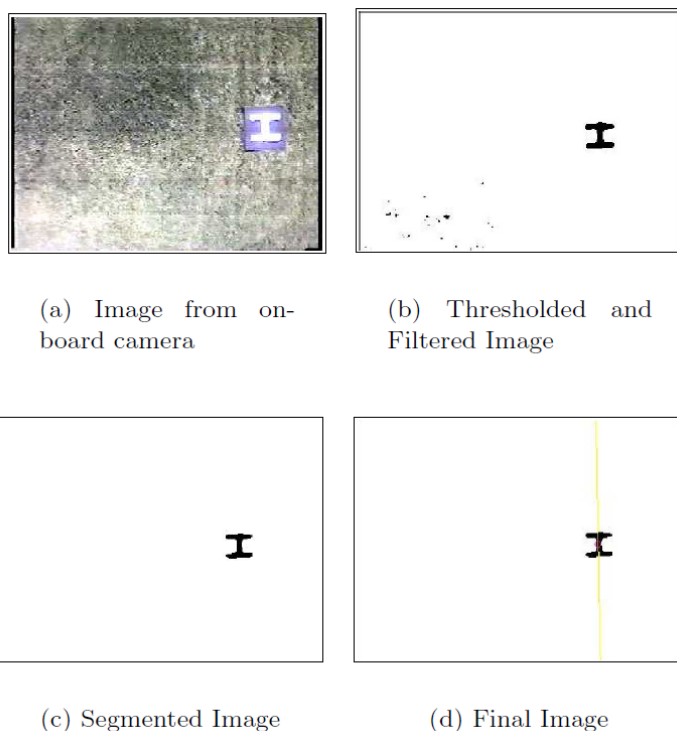 (a) Image from on-
board camera
(b) Thresholded and
Filtered Image
(c) Segmented Image
(d) Final Image